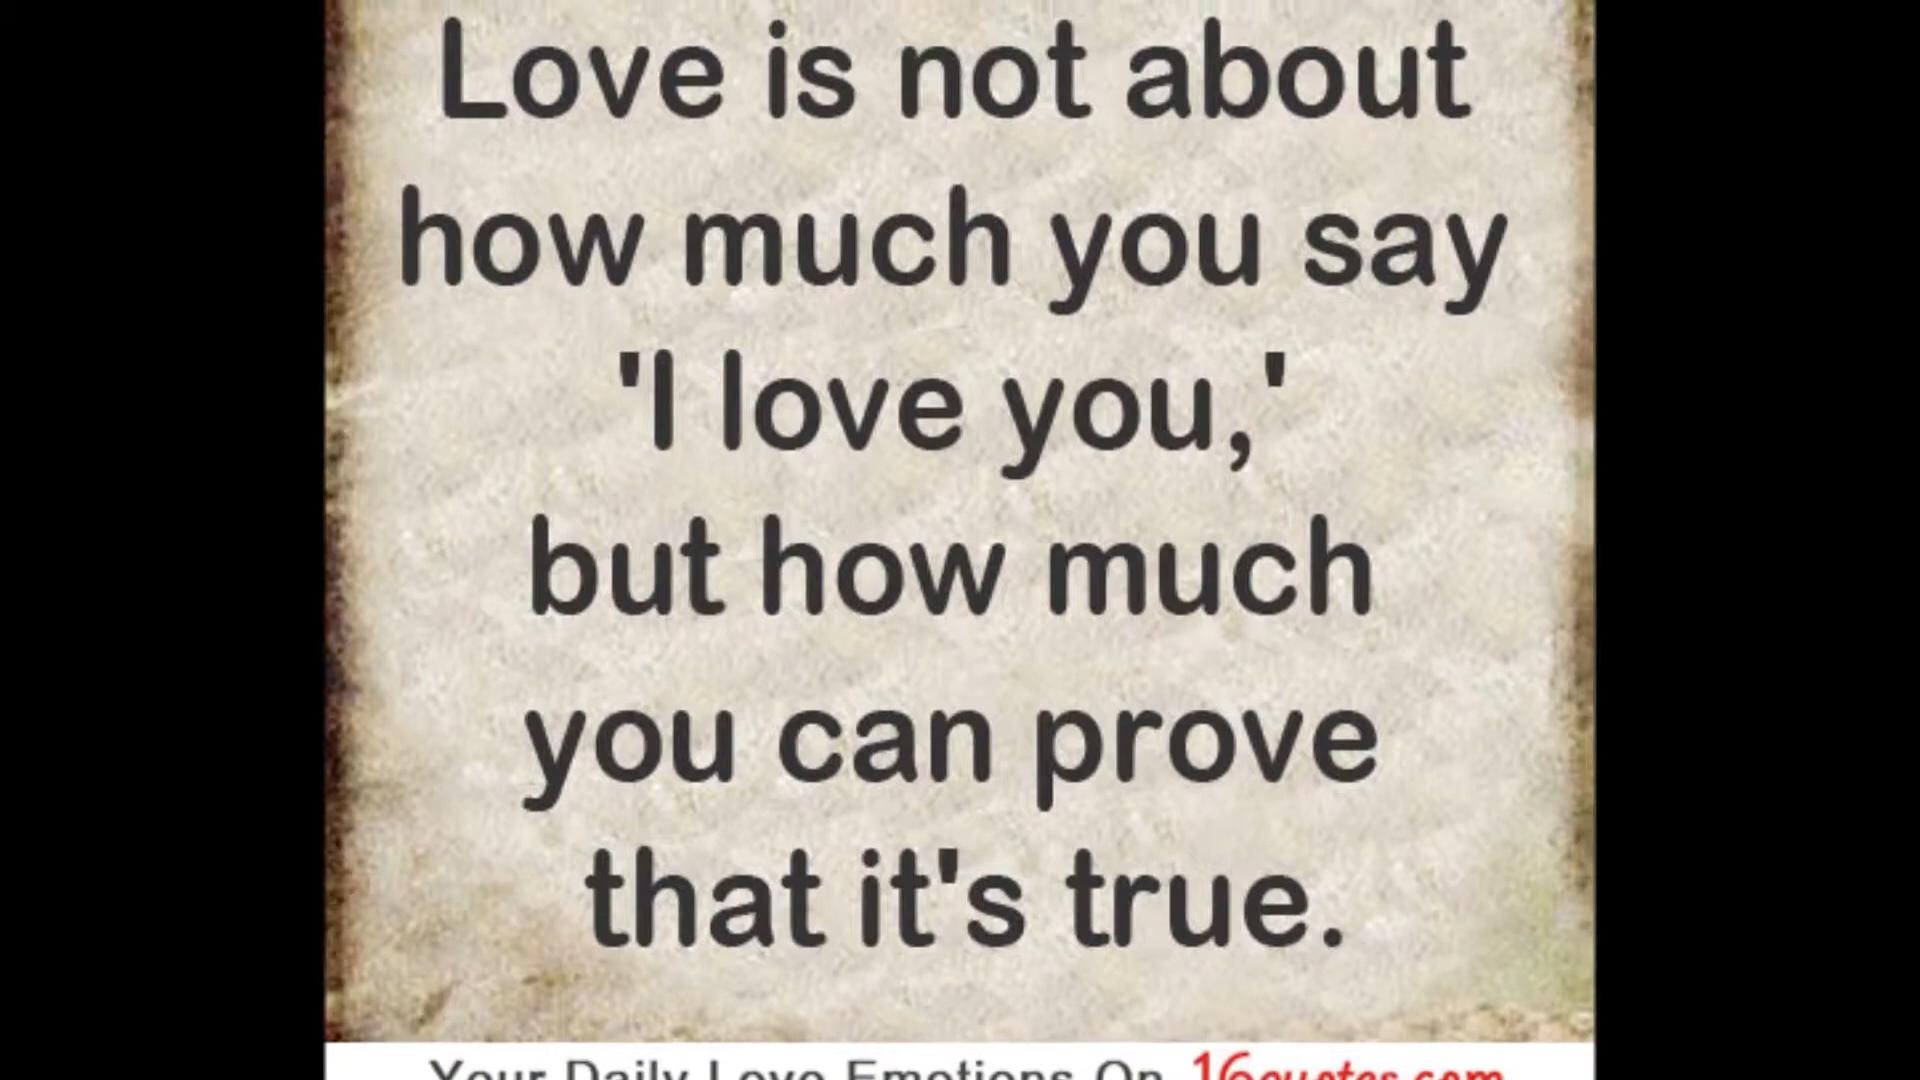 Love is not about
how much you say
'I love you,'
but how much
you can prove
that it's true.
Your Daily Love Emotions On 16quotes.com